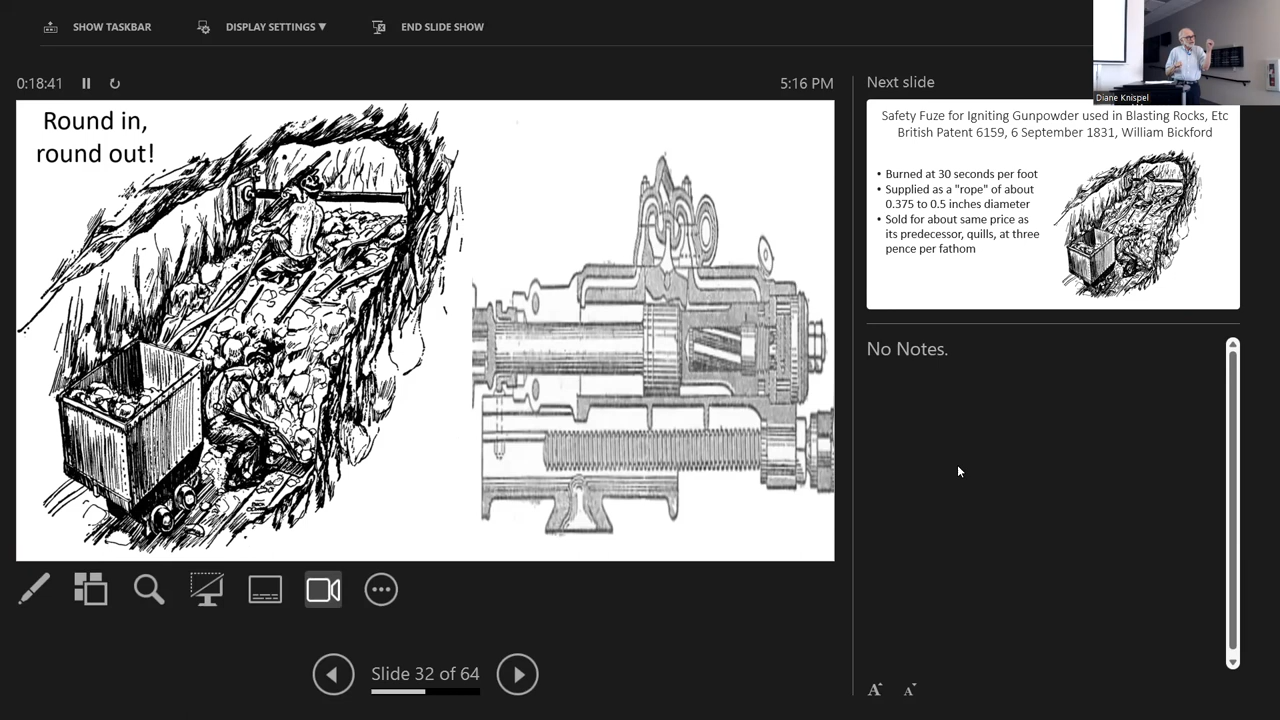 SHOW TASKBAR
DISPLAY SETTINGS ▼
END SLIDE SHOW
0:18:41
5:16 PM
Round in,
round out!
Slide 32 of 64
Next slide
Diane Knispel
Safety Fuze for Igniting Gunpowder used in Blasting Rocks, Etc
British Patent 6159, 6 September 1831, William Bickford
• Burned at 30 seconds per foot
• Supplied as a "rope" of about
0.375 to 0.5 inches diameter
• Sold for about same price as
its predecessor, quills, at three
pence per fathom
No Notes.
A A